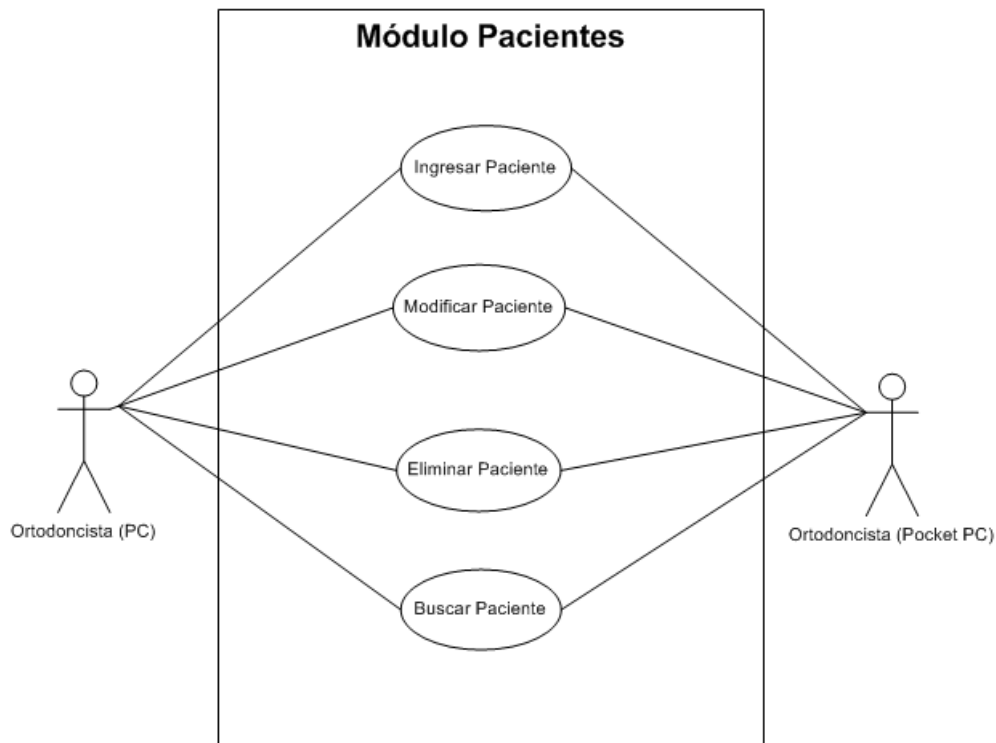 Módulo Pacientes
Ingresar Paciente
Modificar Paciente
Eliminar Paciente
Ortodoncista (PC)
Ortodoncista (Pocket PC)
Buscar Paciente